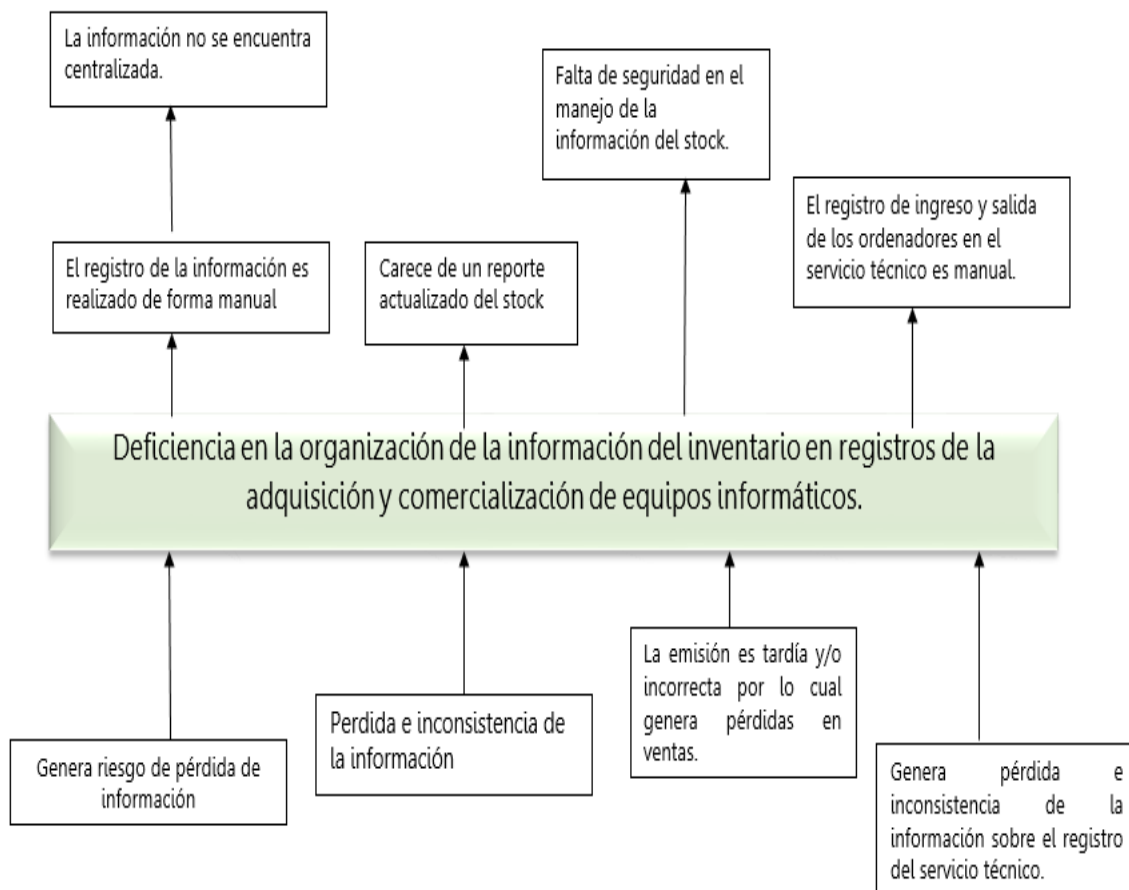 La información no se encuentra
centralizada.
Falta de seguridad en el
manejo de la
información del stock.
El registro de ingreso y salida
de los ordenadores en el
servicio técnico es manual.
El registro de la información es
realizado de forma manual
Carece de un reporte
actualizado del stock
Deficiencia en la organización de la información del inventario en registros de la
adquisición y comercialización de equipos informáticos.
Genera riesgo de pérdida de
información
Perdida e inconsistencia de
la información
La emisión es tardía y/o
incorrecta por lo cual
genera pérdidas en
ventas.
Genera pérdida e
inconsistencia de la
información sobre el registro
del servicio técnico.